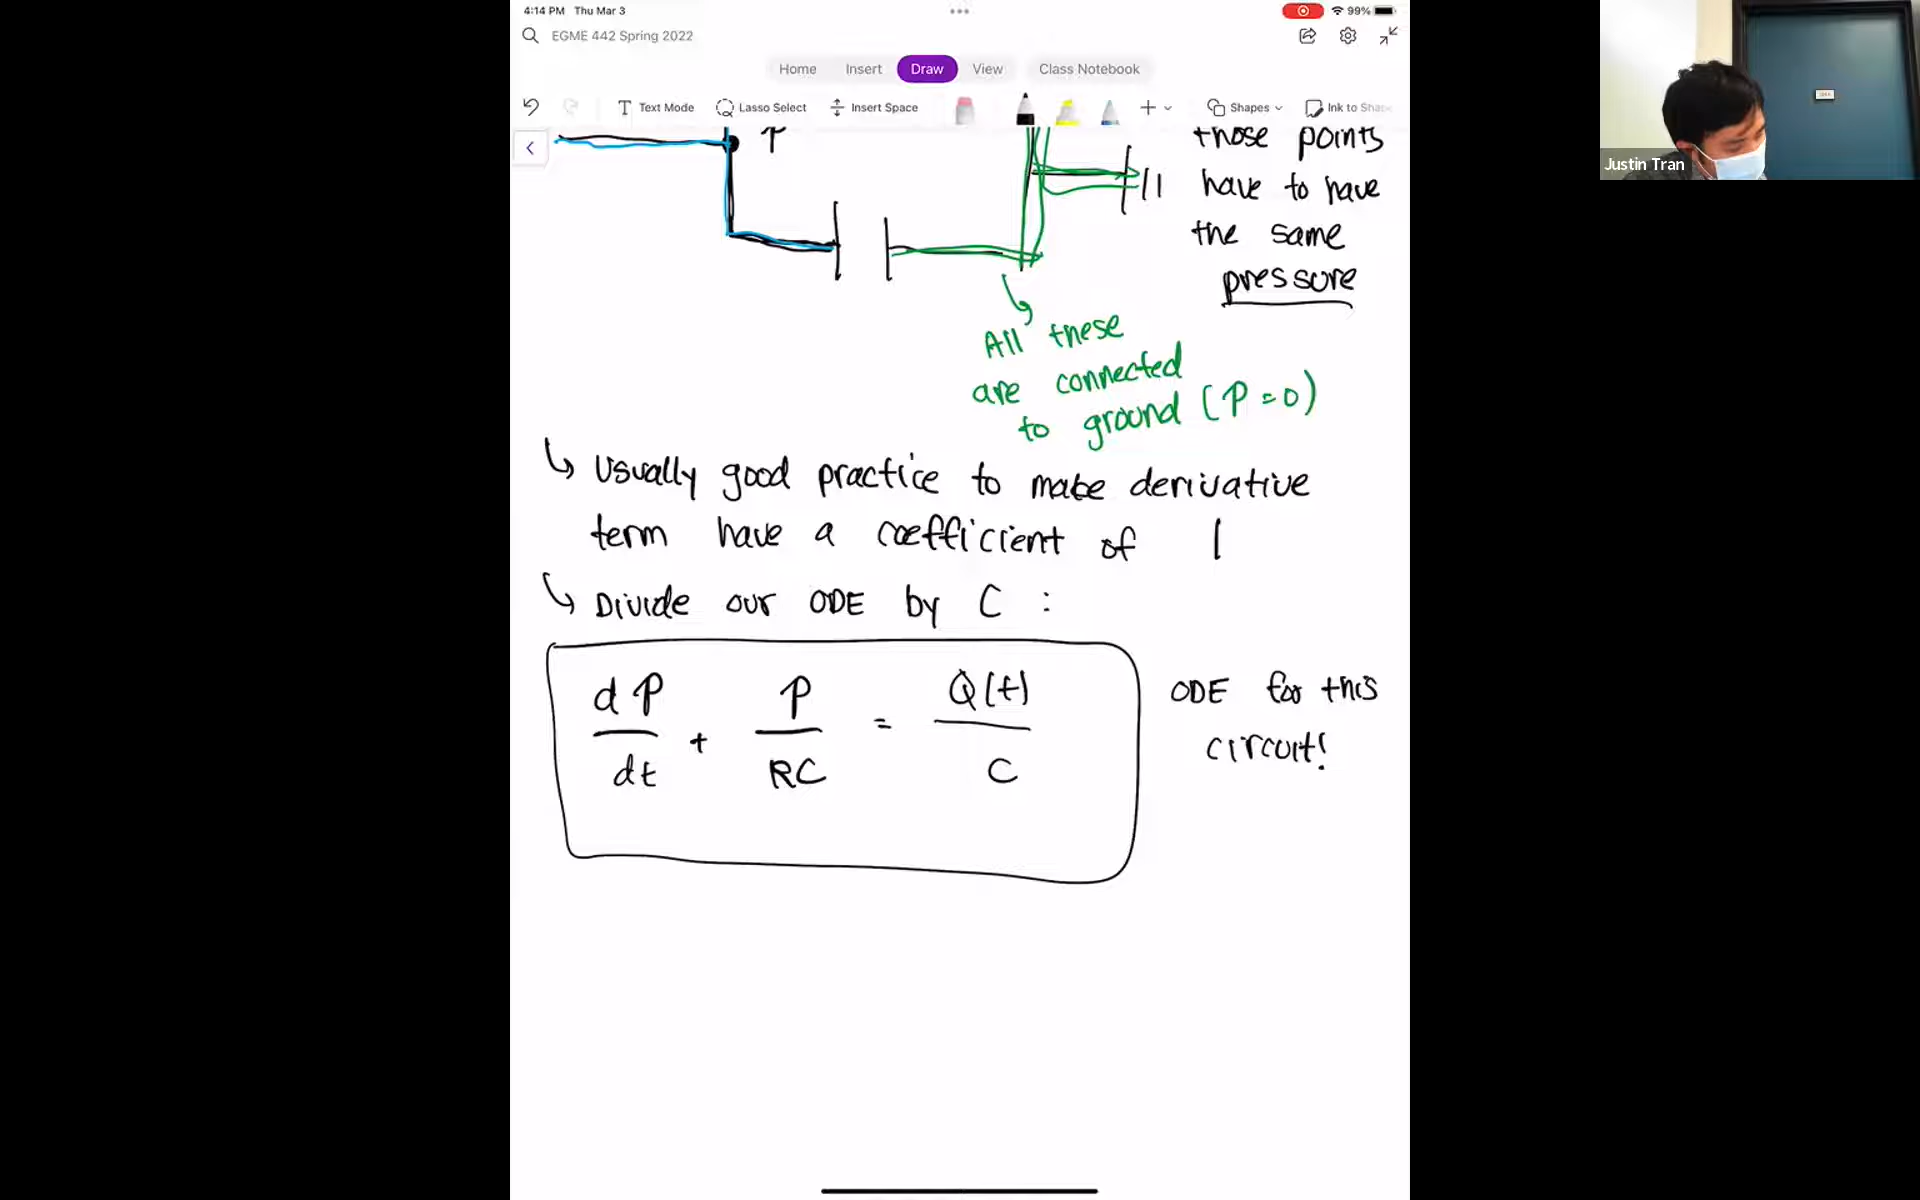 4:14 PM Thu Mar 3
99%
EGME 442 Spring 2022
Home Insert Draw View Class Notebook
Text Mode Lasso Select Insert Space Shapes Ink to Shape
P
those points
have to have
the same
pressure
All these
are connected
to ground (P=0)
↳ Usually good practice to make derivative
term have a coefficient of 1
↳ Divide our ODE by C :
dP/dt + P/RC = Q(t)/C
ODE for this
circuit!
Justin Tran